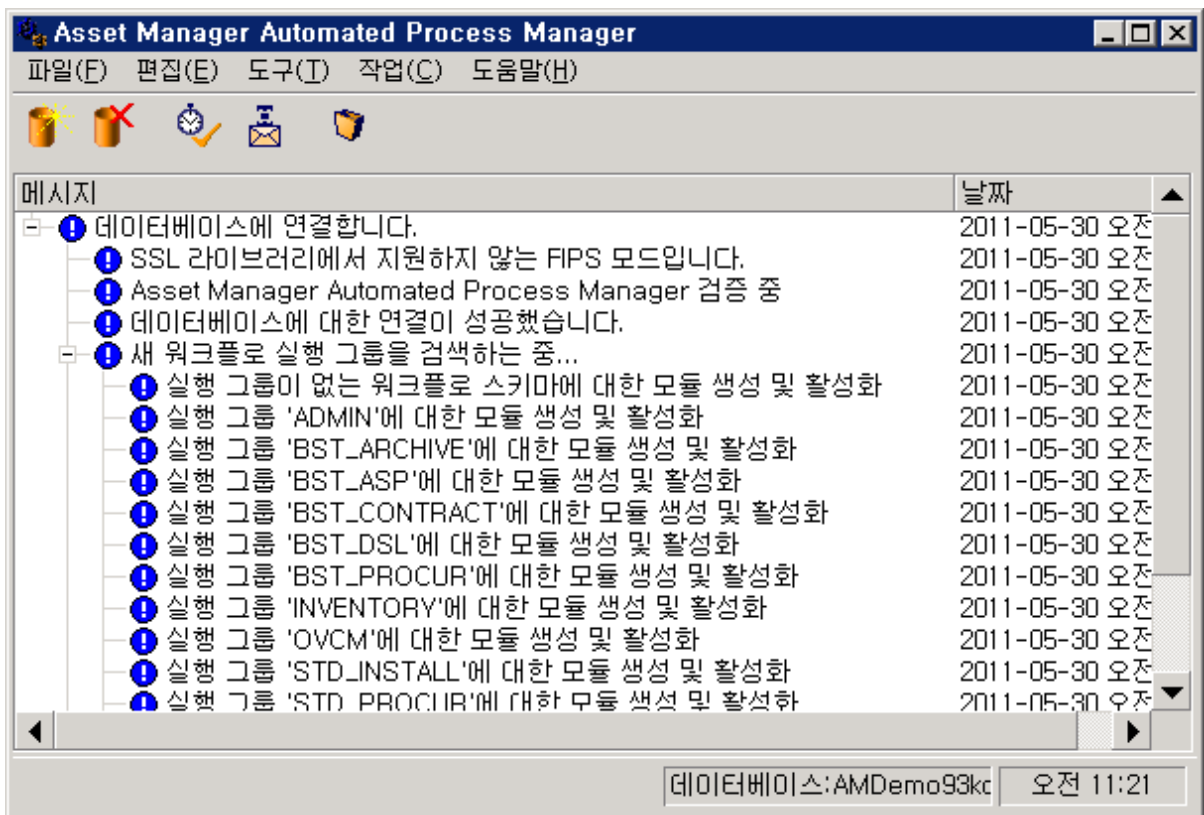 Asset Manager Automated Process Manager
파일(F) 편집(E) 도구(T) 작업(C) 도움말(H)
메시지 날짜
데이터베이스에 연결합니다. 2011-05-30 오전
SSL 라이브러리에서 지원하지 않는 FIPS 모드입니다. 2011-05-30 오전
Asset Manager Automated Process Manager 검증 중 2011-05-30 오전
데이터베이스에 대한 연결이 성공했습니다. 2011-05-30 오전
새 워크플로 실행 그룹을 검색하는 중... 2011-05-30 오전
실행 그룹이 없는 워크플로 스키마에 대한 모듈 생성 및 활성화 2011-05-30 오전
실행 그룹 'ADMIN'에 대한 모듈 생성 및 활성화 2011-05-30 오전
실행 그룹 'BST_ARCHIVE'에 대한 모듈 생성 및 활성화 2011-05-30 오전
실행 그룹 'BST_ASP'에 대한 모듈 생성 및 활성화 2011-05-30 오전
실행 그룹 'BST_CONTRACT'에 대한 모듈 생성 및 활성화 2011-05-30 오전
실행 그룹 'BST_DSL'에 대한 모듈 생성 및 활성화 2011-05-30 오전
실행 그룹 'BST_PROCUR'에 대한 모듈 생성 및 활성화 2011-05-30 오전
실행 그룹 'INVENTORY'에 대한 모듈 생성 및 활성화 2011-05-30 오전
실행 그룹 'OVCM'에 대한 모듈 생성 및 활성화 2011-05-30 오전
실행 그룹 'STD_INSTALL'에 대한 모듈 생성 및 활성화 2011-05-30 오전
실행 그룹 'STD_PROCUR'에 대한 모듈 생성 및 활성화 2011-05-30 오전
데이터베이스:AMDemo93kc 오전 11:21